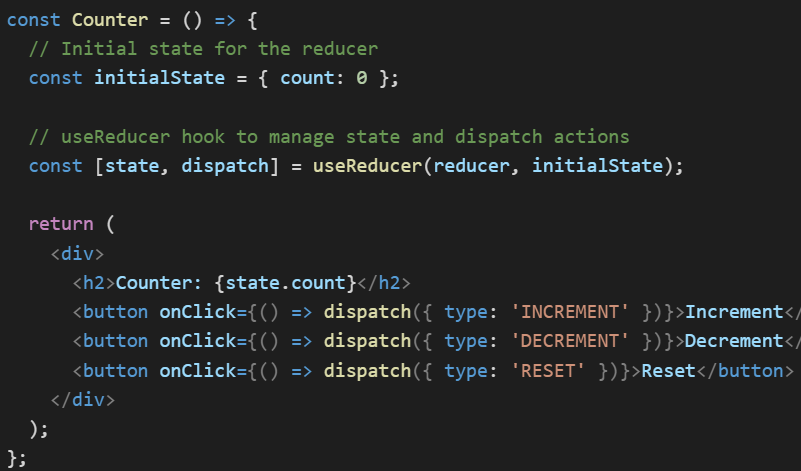 const Counter = () => {
  // Initial state for the reducer
  const initialState = { count: 0 };

  // useReducer hook to manage state and dispatch actions
  const [state, dispatch] = useReducer(reducer, initialState);

  return (
    <div>
      <h2>Counter: {state.count}</h2>
      <button onClick={() => dispatch({ type: 'INCREMENT' })}>Increment</
      <button onClick={() => dispatch({ type: 'DECREMENT' })}>Decrement</
      <button onClick={() => dispatch({ type: 'RESET' })}>Reset</button>
    </div>
  );
};